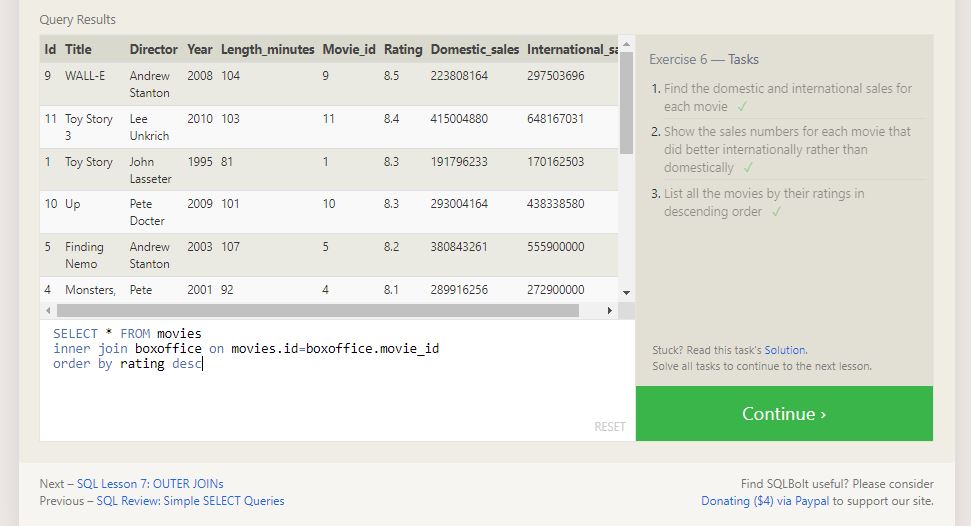 Query Results
Id Title Director Year Length_minutes Movie_id Rating Domestic_sales International_sa
9 WALL-E Andrew 2008 104 9 8.5 223808164 297503696
Stanton
11 Toy Story Lee 2010 103 11 8.4 415004880 648167031
3 Unkrich
1 Toy Story John 1995 81 1 8.3 191796233 170162503
Lasseter
10 Up Pete 2009 101 10 8.3 293004164 438338580
Docter
5 Finding Andrew 2003 107 5 8.2 380843261 555900000
Nemo Stanton
4 Monsters, Pete 2001 92 4 8.1 289916256 272900000
SELECT * FROM movies
inner join boxoffice on movies.id=boxoffice.movie_id
order by rating desc
RESET
Exercise 6 — Tasks
1. Find the domestic and international sales for
each movie ✓
2. Show the sales numbers for each movie that
did better internationally rather than
domestically ✓
3. List all the movies by their ratings in
descending order ✓
Stuck? Read this task's Solution.
Solve all tasks to continue to the next lesson.
Continue ›
Next – SQL Lesson 7: OUTER JOINs
Previous – SQL Review: Simple SELECT Queries
Find SQLBolt useful? Please consider
Donating ($4) via Paypal to support our site.